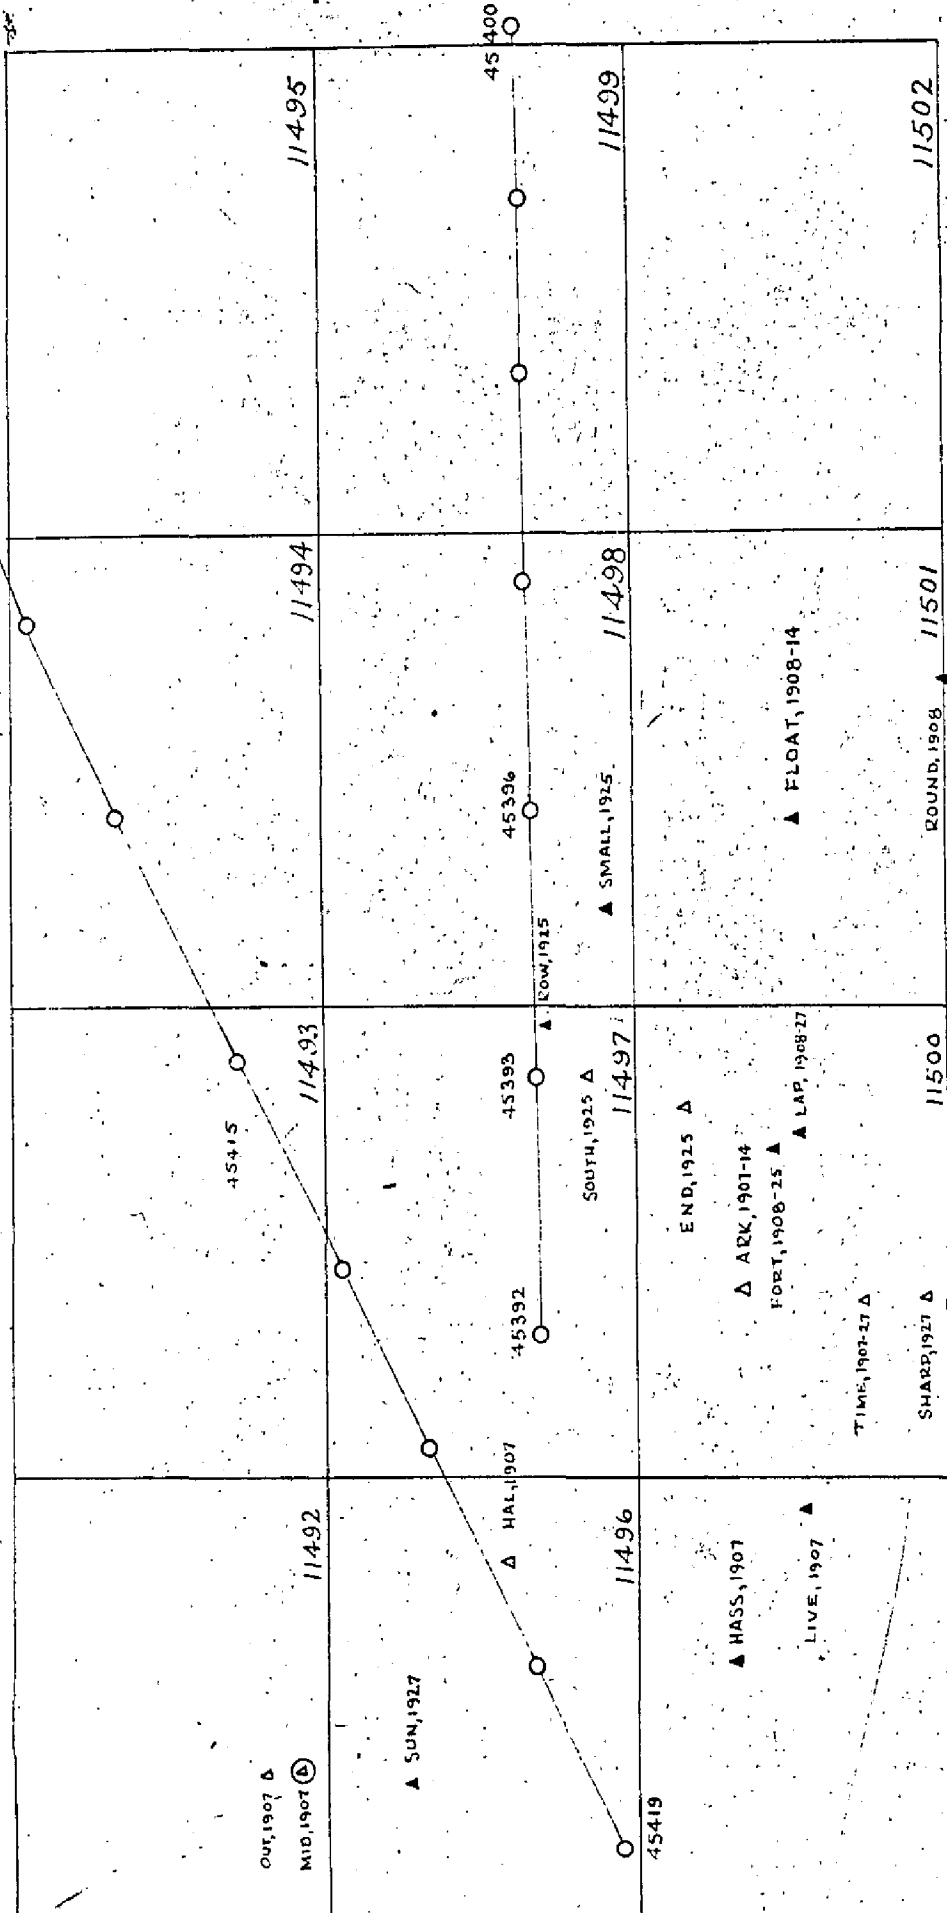 11495
45400
11499
11502
11494
11498
11501
FLOAT, 1908-14
ROUND, 1908
45396
SMALL, 1925
ROW, 1925
11493
45415
45393
11497
SOUTH, 1925
END, 1925
ARK, 1907-14
FORT, 1908-25
LAP, 1908-27
11500
45392
TIME, 1907-27
SHARP, 1927
11492
HAL, 1907
11496
HASS, 1907
LIVE, 1907
SUN, 1927
OUT, 1907
MID, 1907
45419